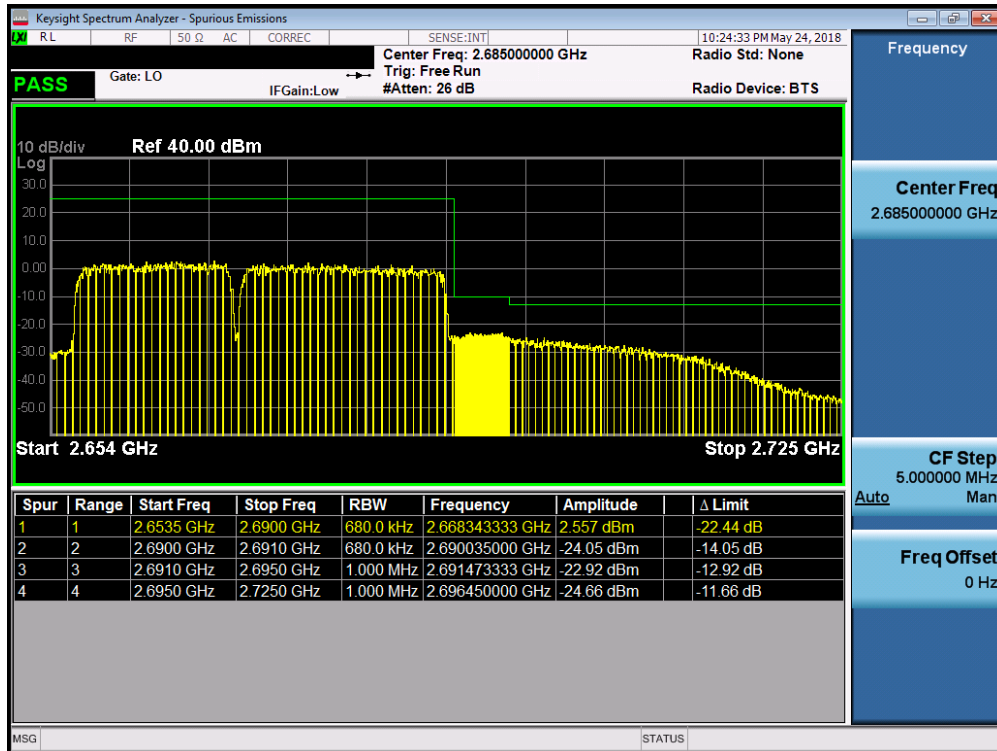 Keysight Spectrum Analyzer - Spurious Emissions
LXI RL RF 50 Ω AC CORREC SENSE:INT 10:24:33 PM May 24, 2018
Center Freq: 2.685000000 GHz Radio Std: None
Trig: Free Run
PASS Gate: LO IFGain:Low #Atten: 26 dB Radio Device: BTS
10 dB/div Ref 40.00 dBm
Log
30.0
20.0
10.0
0.00
-10.0
-20.0
-30.0
-40.0
-50.0
Start 2.654 GHz Stop 2.725 GHz
Spur Range Start Freq Stop Freq RBW Frequency Amplitude Δ Limit
1 1 2.6535 GHz 2.6900 GHz 680.0 kHz 2.668343333 GHz 2.557 dBm -22.44 dB
2 2 2.6900 GHz 2.6910 GHz 680.0 kHz 2.690035000 GHz -24.05 dBm -14.05 dB
3 3 2.6910 GHz 2.6950 GHz 1.000 MHz 2.691473333 GHz -22.92 dBm -12.92 dB
4 4 2.6950 GHz 2.7250 GHz 1.000 MHz 2.696450000 GHz -24.66 dBm -11.66 dB
Frequency
Center Freq
2.685000000 GHz
CF Step
5.000000 MHz
Auto Man
Freq Offset
0 Hz
MSG STATUS